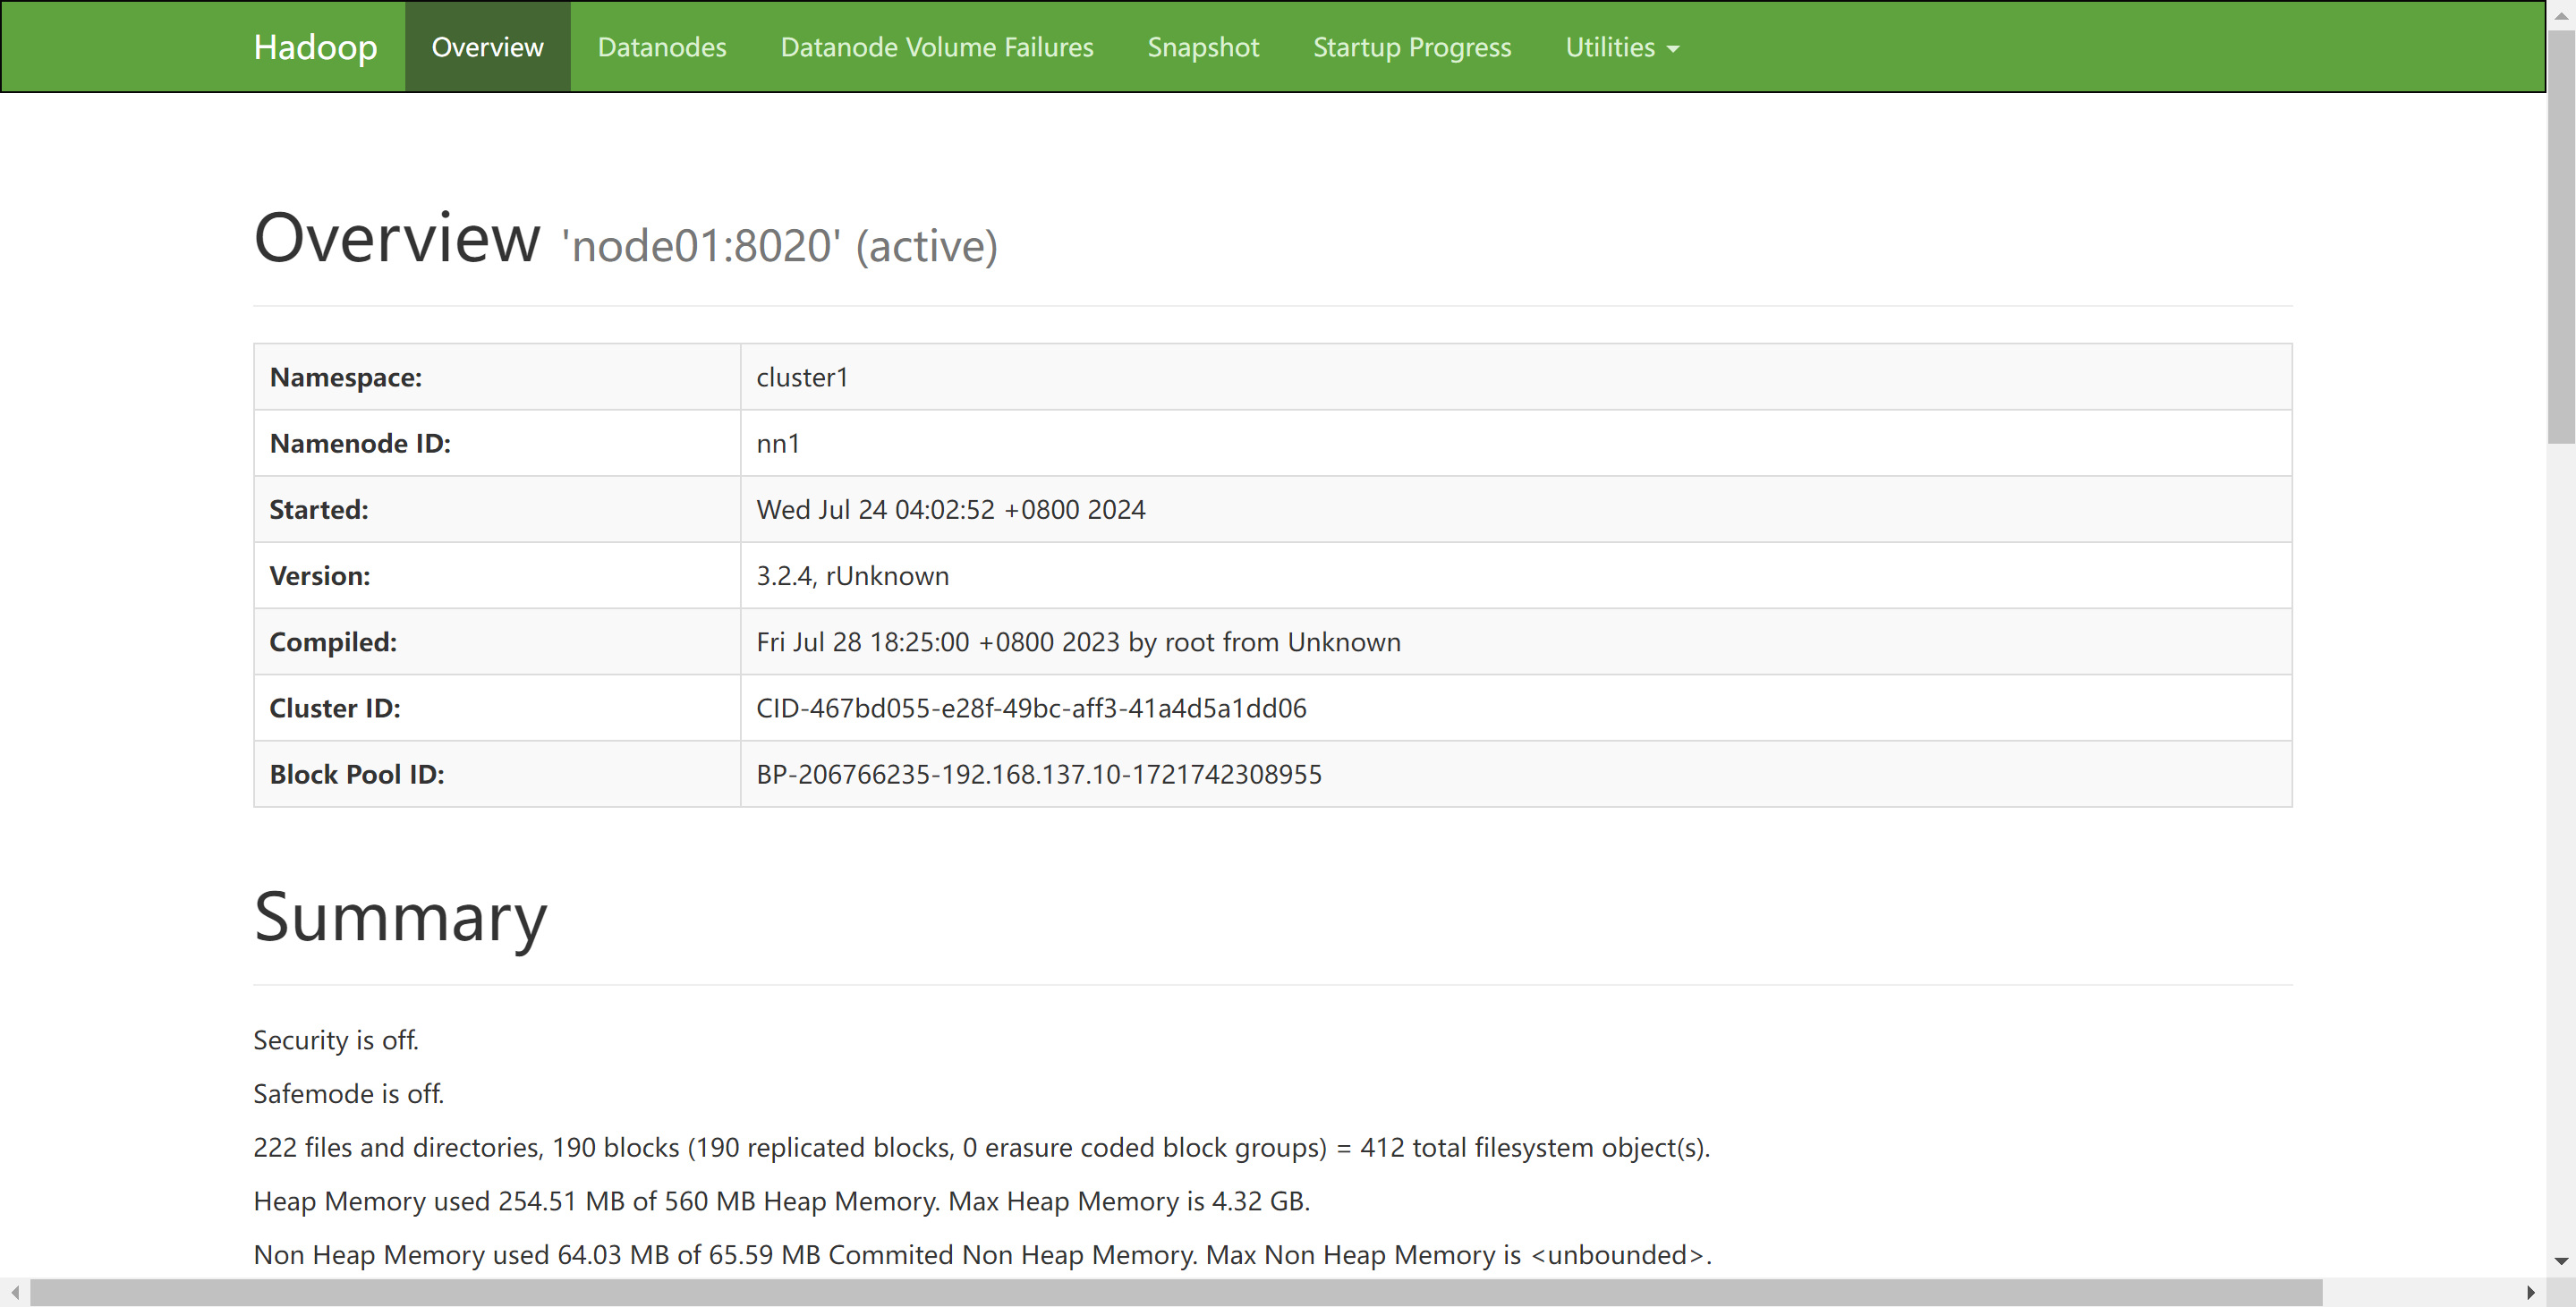 Hadoop Overview Datanodes Datanode Volume Failures Snapshot Startup Progress Utilities
Overview 'node01:8020' (active)
Namespace: cluster1
Namenode ID: nn1
Started: Wed Jul 24 04:02:52 +0800 2024
Version: 3.2.4, rUnknown
Compiled: Fri Jul 28 18:25:00 +0800 2023 by root from Unknown
Cluster ID: CID-467bd055-e28f-49bc-aff3-41a4d5a1dd06
Block Pool ID: BP-206766235-192.168.137.10-1721742308955
Summary
Security is off.
Safemode is off.
222 files and directories, 190 blocks (190 replicated blocks, 0 erasure coded block groups) = 412 total filesystem object(s).
Heap Memory used 254.51 MB of 560 MB Heap Memory. Max Heap Memory is 4.32 GB.
Non Heap Memory used 64.03 MB of 65.59 MB Commited Non Heap Memory. Max Non Heap Memory is <unbounded>.